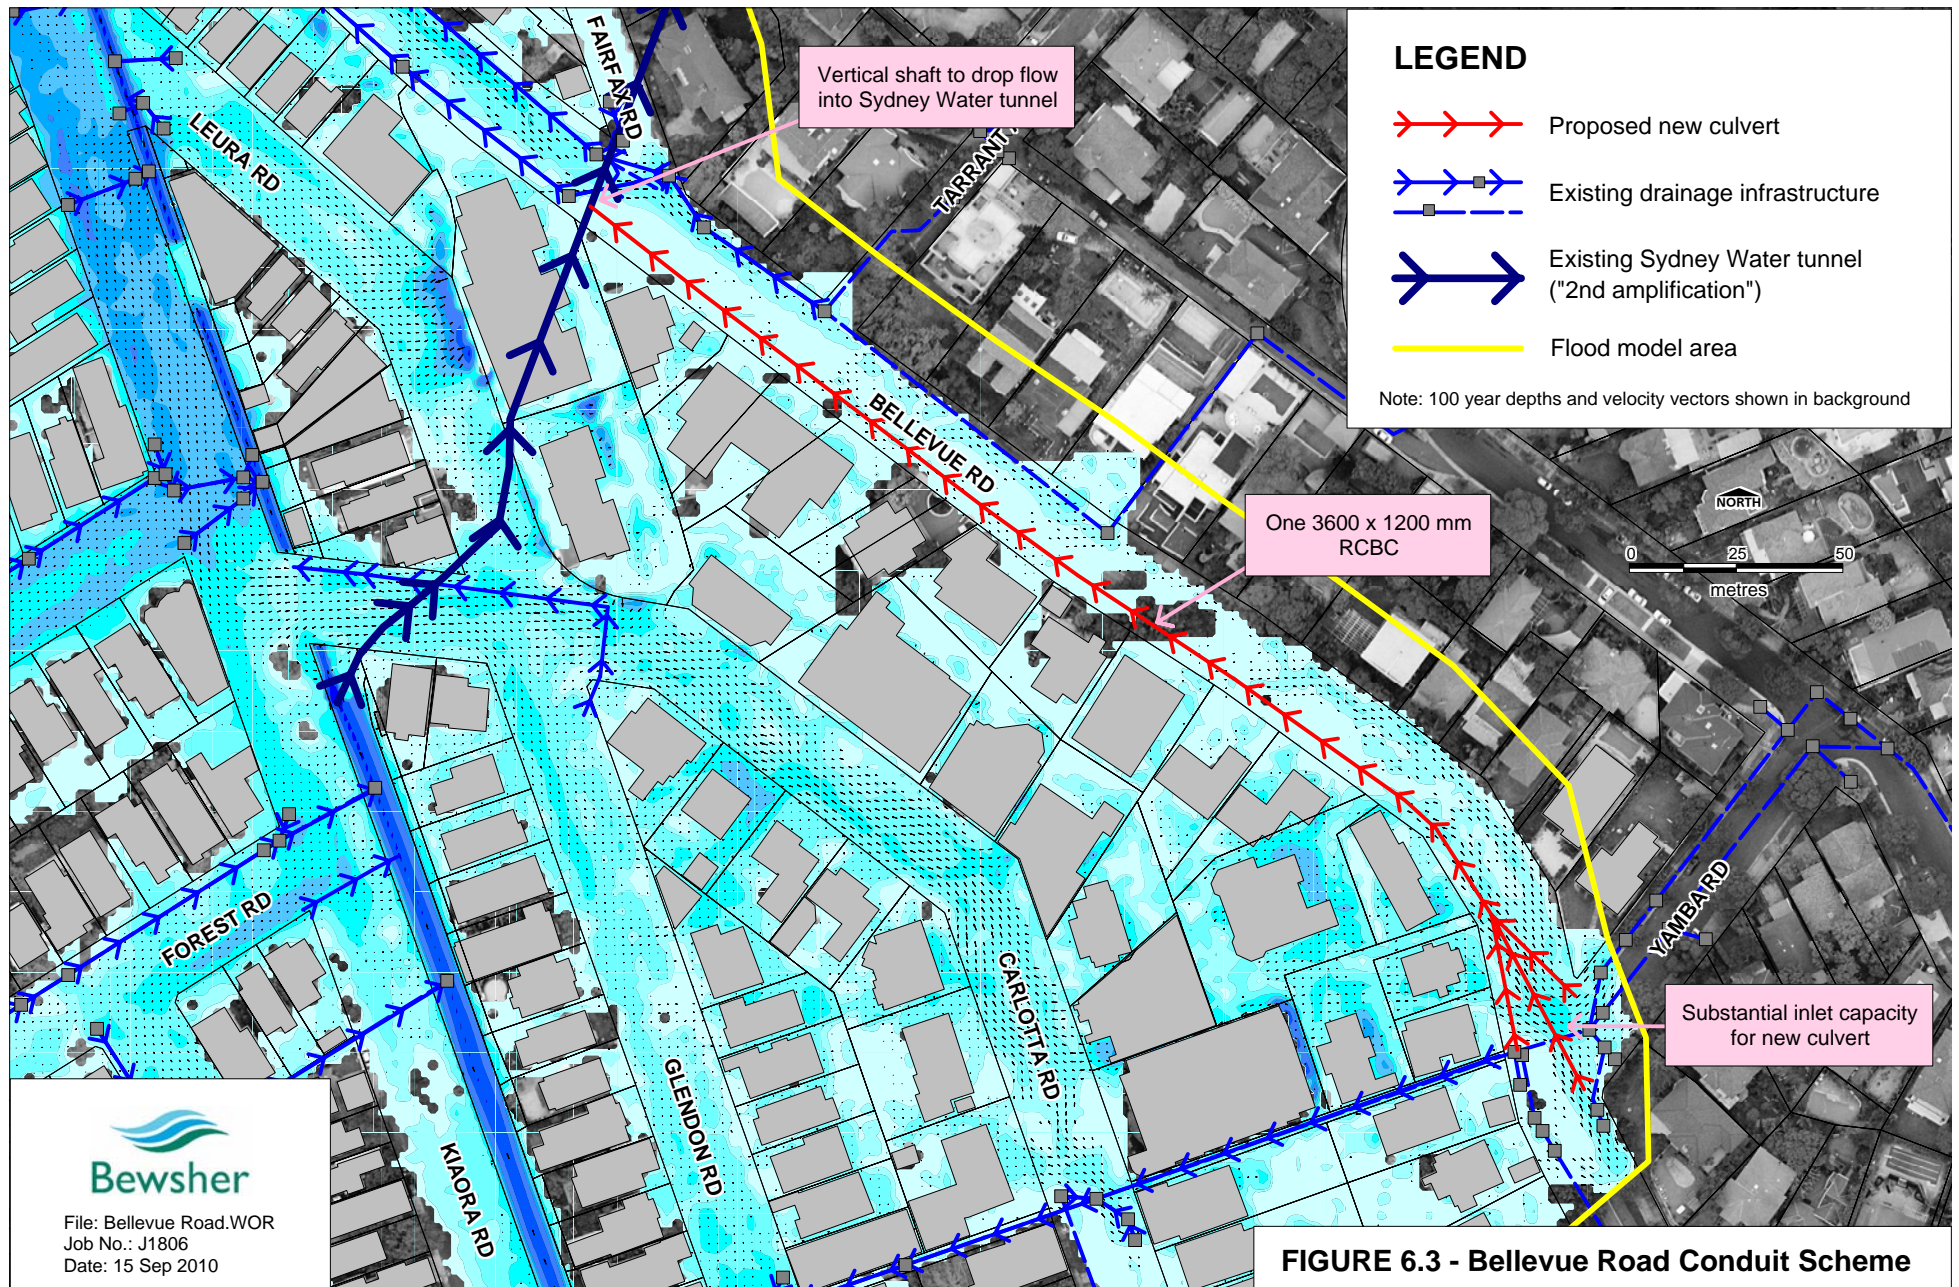 FAIRFAX RD
Vertical shaft to drop flow
into Sydney Water tunnel
LEGEND
Proposed new culvert
Existing drainage infrastructure
Existing Sydney Water tunnel
("2nd amplification")
Flood model area
Note: 100 year depths and velocity vectors shown in background
LEURA RD
TARRANT
BELLEVUE RD
One 3600 x 1200 mm
RCBC
NORTH
0 25 50
metres
YAMBA RD
FOREST RD
CARLOTTA RD
Substantial inlet capacity
for new culvert
GLENDON RD
KIAORA RD
Bewsher
File: Bellevue Road.WOR
Job No.: J1806
Date: 15 Sep 2010
FIGURE 6.3 - Bellevue Road Conduit Scheme